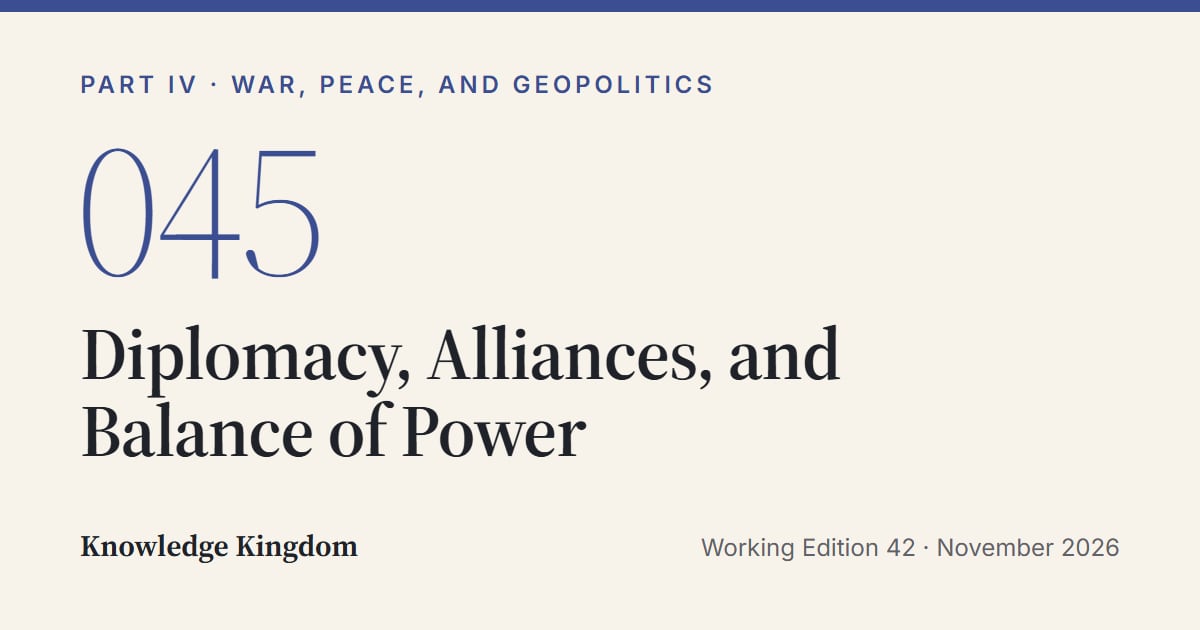 PART IV · WAR, PEACE, AND GEOPOLITICS
045
Diplomacy, Alliances, and
Balance of Power
Knowledge Kingdom
Working Edition 42 · November 2026